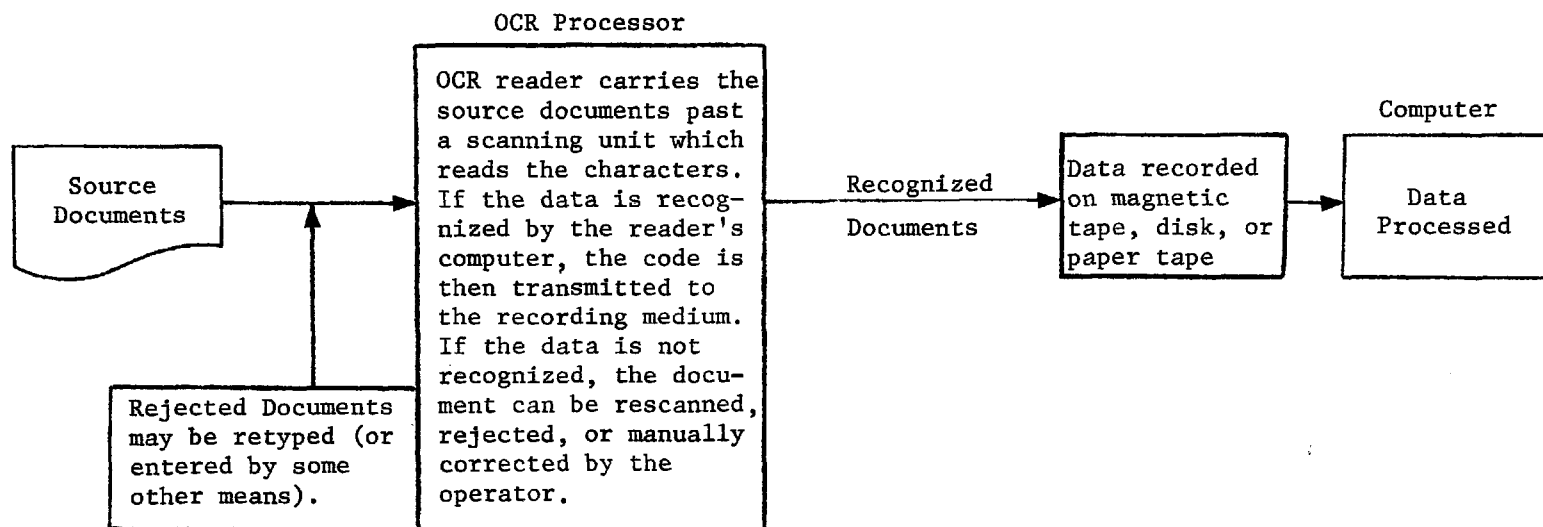 OCR Processor
Source
Documents
OCR reader carries the
source documents past
a scanning unit which
reads the characters.
If the data is recog-
nized by the reader's
computer, the code is
then transmitted to
the recording medium.
If the data is not
recognized, the docu-
ment can be rescanned,
rejected, or manually
corrected by the
operator.
Rejected Documents
may be retyped (or
entered by some
other means).
Recognized
Documents
Data recorded
on magnetic
tape, disk, or
paper tape
Computer
Data
Processed